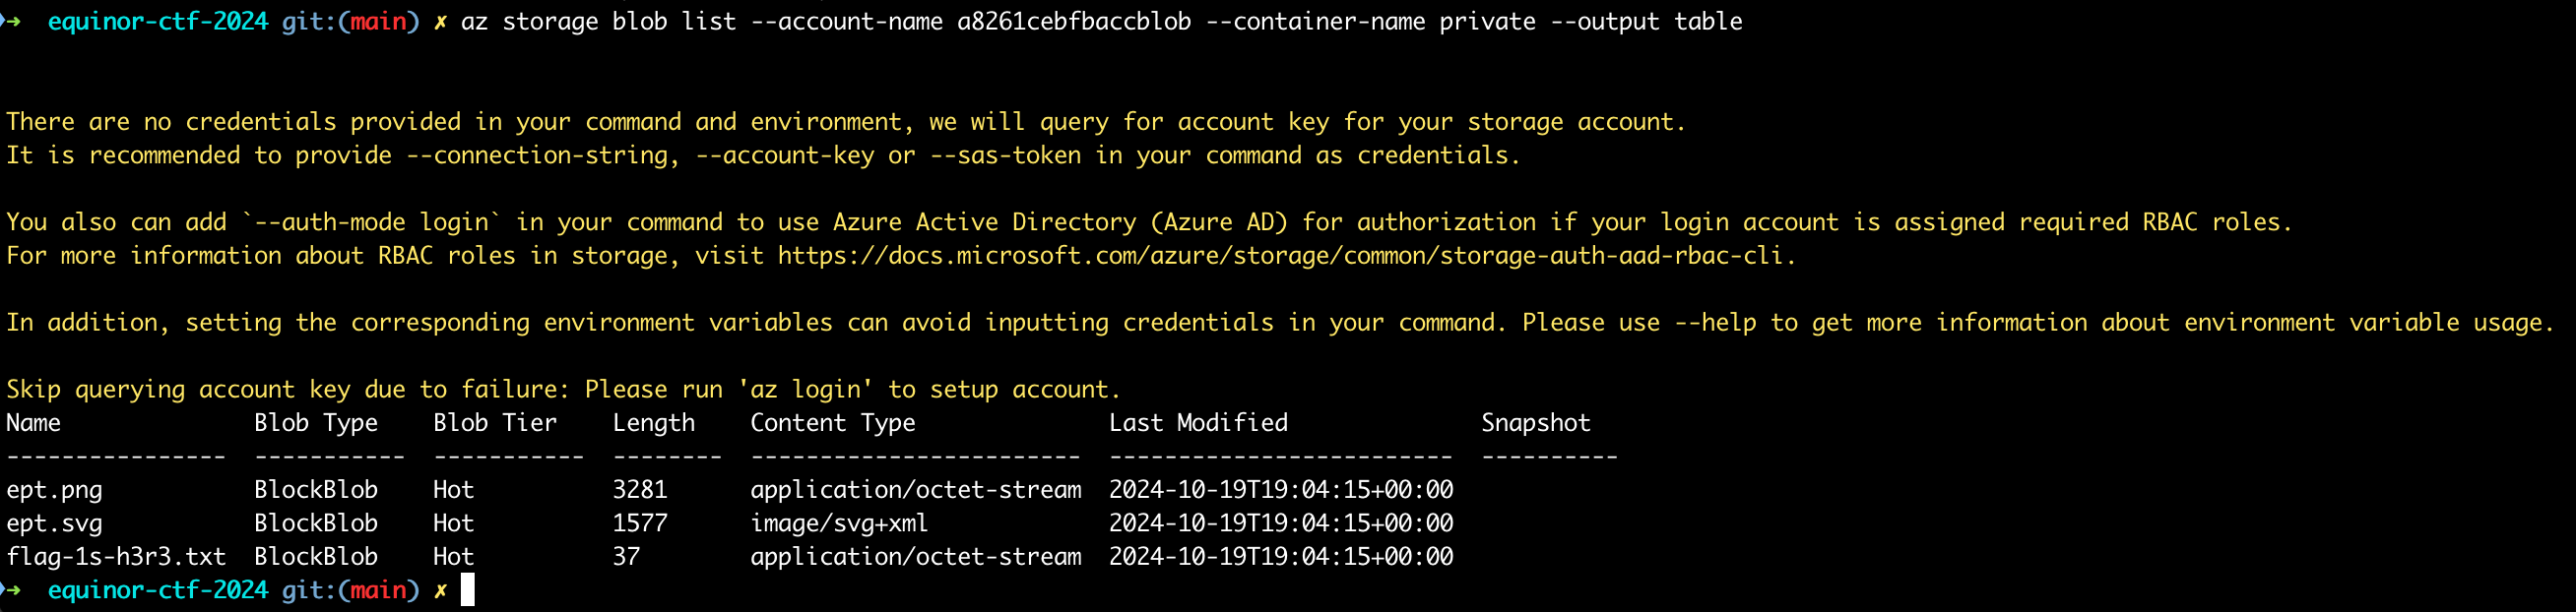 → equinor-ctf-2024 git:(main) ✗ az storage blob list --account-name a8261cebfbaccblob --container-name private --output table
There are no credentials provided in your command and environment, we will query for account key for your storage account.
It is recommended to provide --connection-string, --account-key or --sas-token in your command as credentials.
You also can add `--auth-mode login` in your command to use Azure Active Directory (Azure AD) for authorization if your login account is assigned required RBAC roles.
For more information about RBAC roles in storage, visit https://docs.microsoft.com/azure/storage/common/storage-auth-aad-rbac-cli.
In addition, setting the corresponding environment variables can avoid inputting credentials in your command. Please use --help to get more information about environment variable usage.
Skip querying account key due to failure: Please run 'az login' to setup account.
Name              Blob Type    Blob Tier    Length    Content Type              Last Modified              Snapshot
----------------  -----------  -----------  --------  ------------------------  -------------------------  ----------
ept.png           BlockBlob    Hot          3281      application/octet-stream  2024-10-19T19:04:15+00:00
ept.svg           BlockBlob    Hot          1577      image/svg+xml             2024-10-19T19:04:15+00:00
flag-1s-h3r3.txt  BlockBlob    Hot          37        application/octet-stream  2024-10-19T19:04:15+00:00
→ equinor-ctf-2024 git:(main) ✗